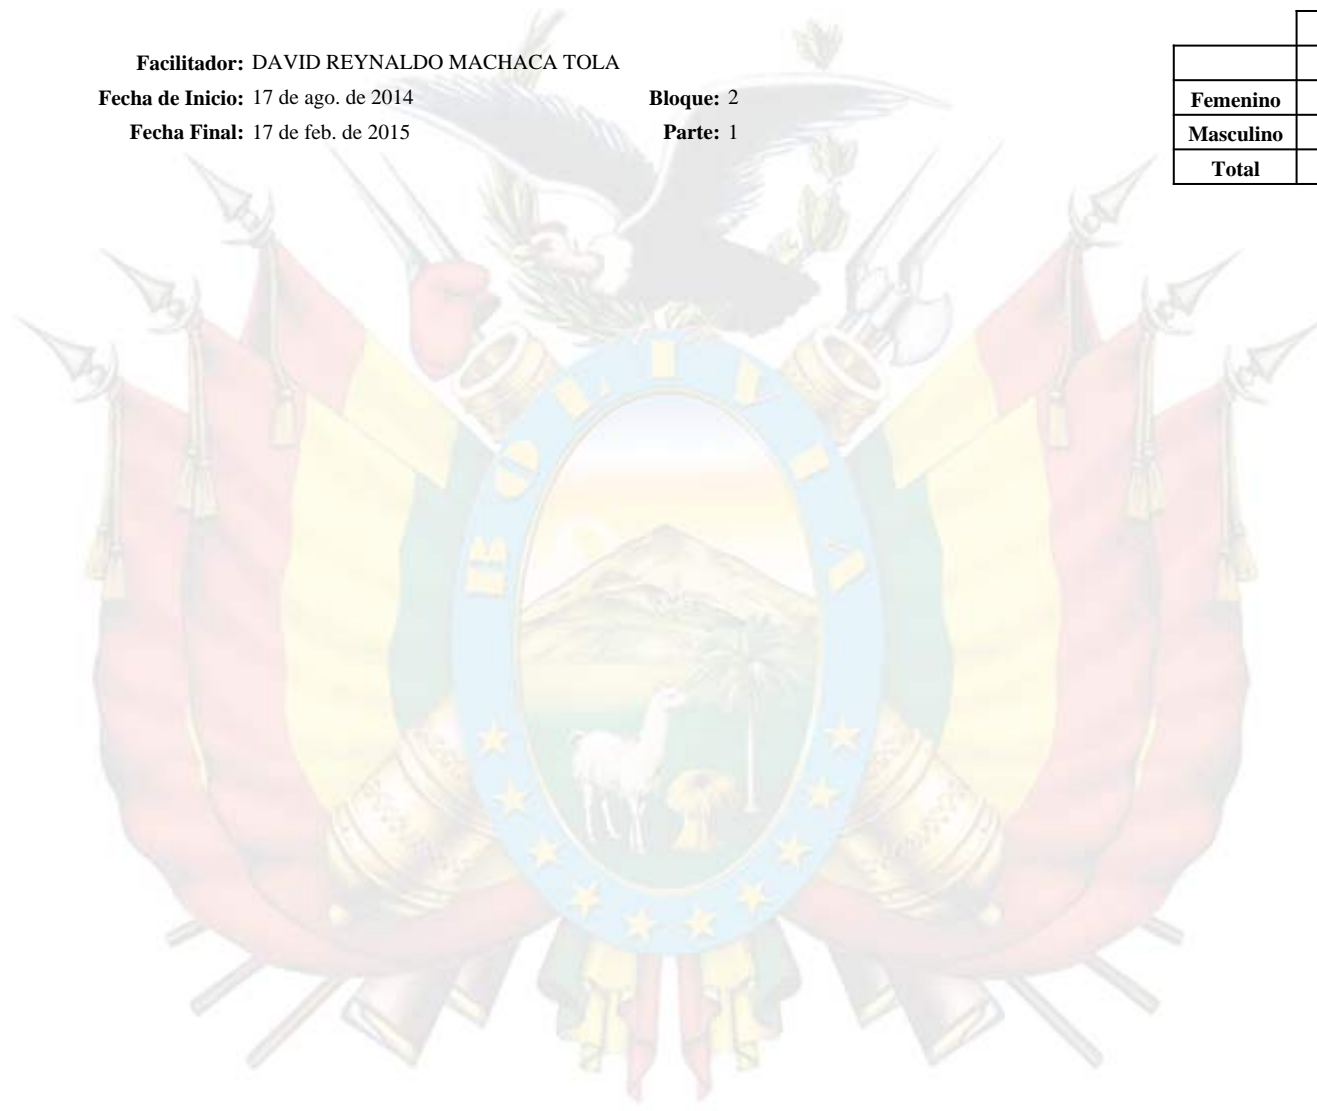 Facilitador: DAVID REYNALDO MACHACA TOLA
Fecha de Inicio: 17 de ago. de 2014 Bloque: 2
Fecha Final: 17 de feb. de 2015 Parte: 1
Femenino
Masculino
Total
BOLIVIA